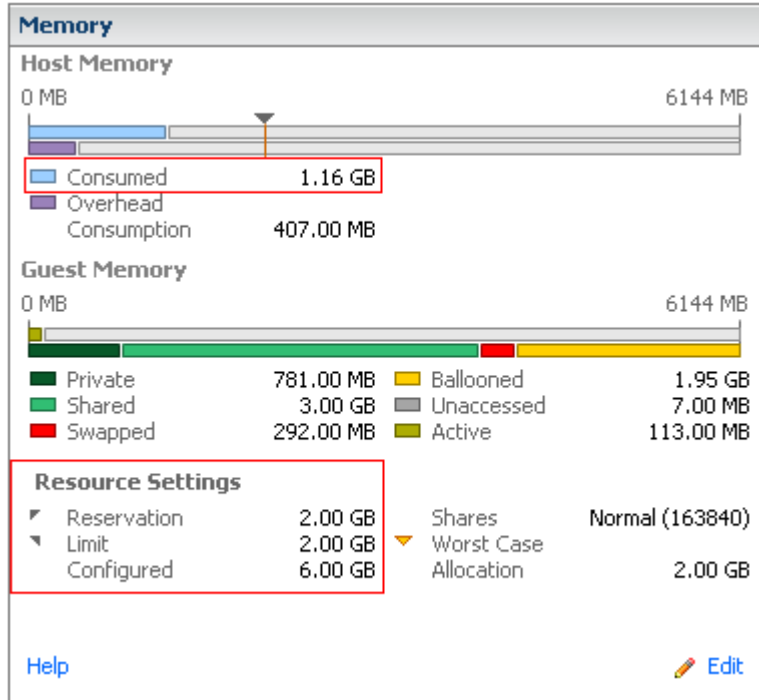 Memory
Host Memory
0 MB 6144 MB
Consumed 1.16 GB
Overhead
Consumption 407.00 MB
Guest Memory
0 MB 6144 MB
Private 781.00 MB Ballooned 1.95 GB
Shared 3.00 GB Unaccessed 7.00 MB
Swapped 292.00 MB Active 113.00 MB
Resource Settings
Reservation 2.00 GB Shares Normal (163840)
Limit 2.00 GB Worst Case
Configured 6.00 GB Allocation 2.00 GB
Help Edit